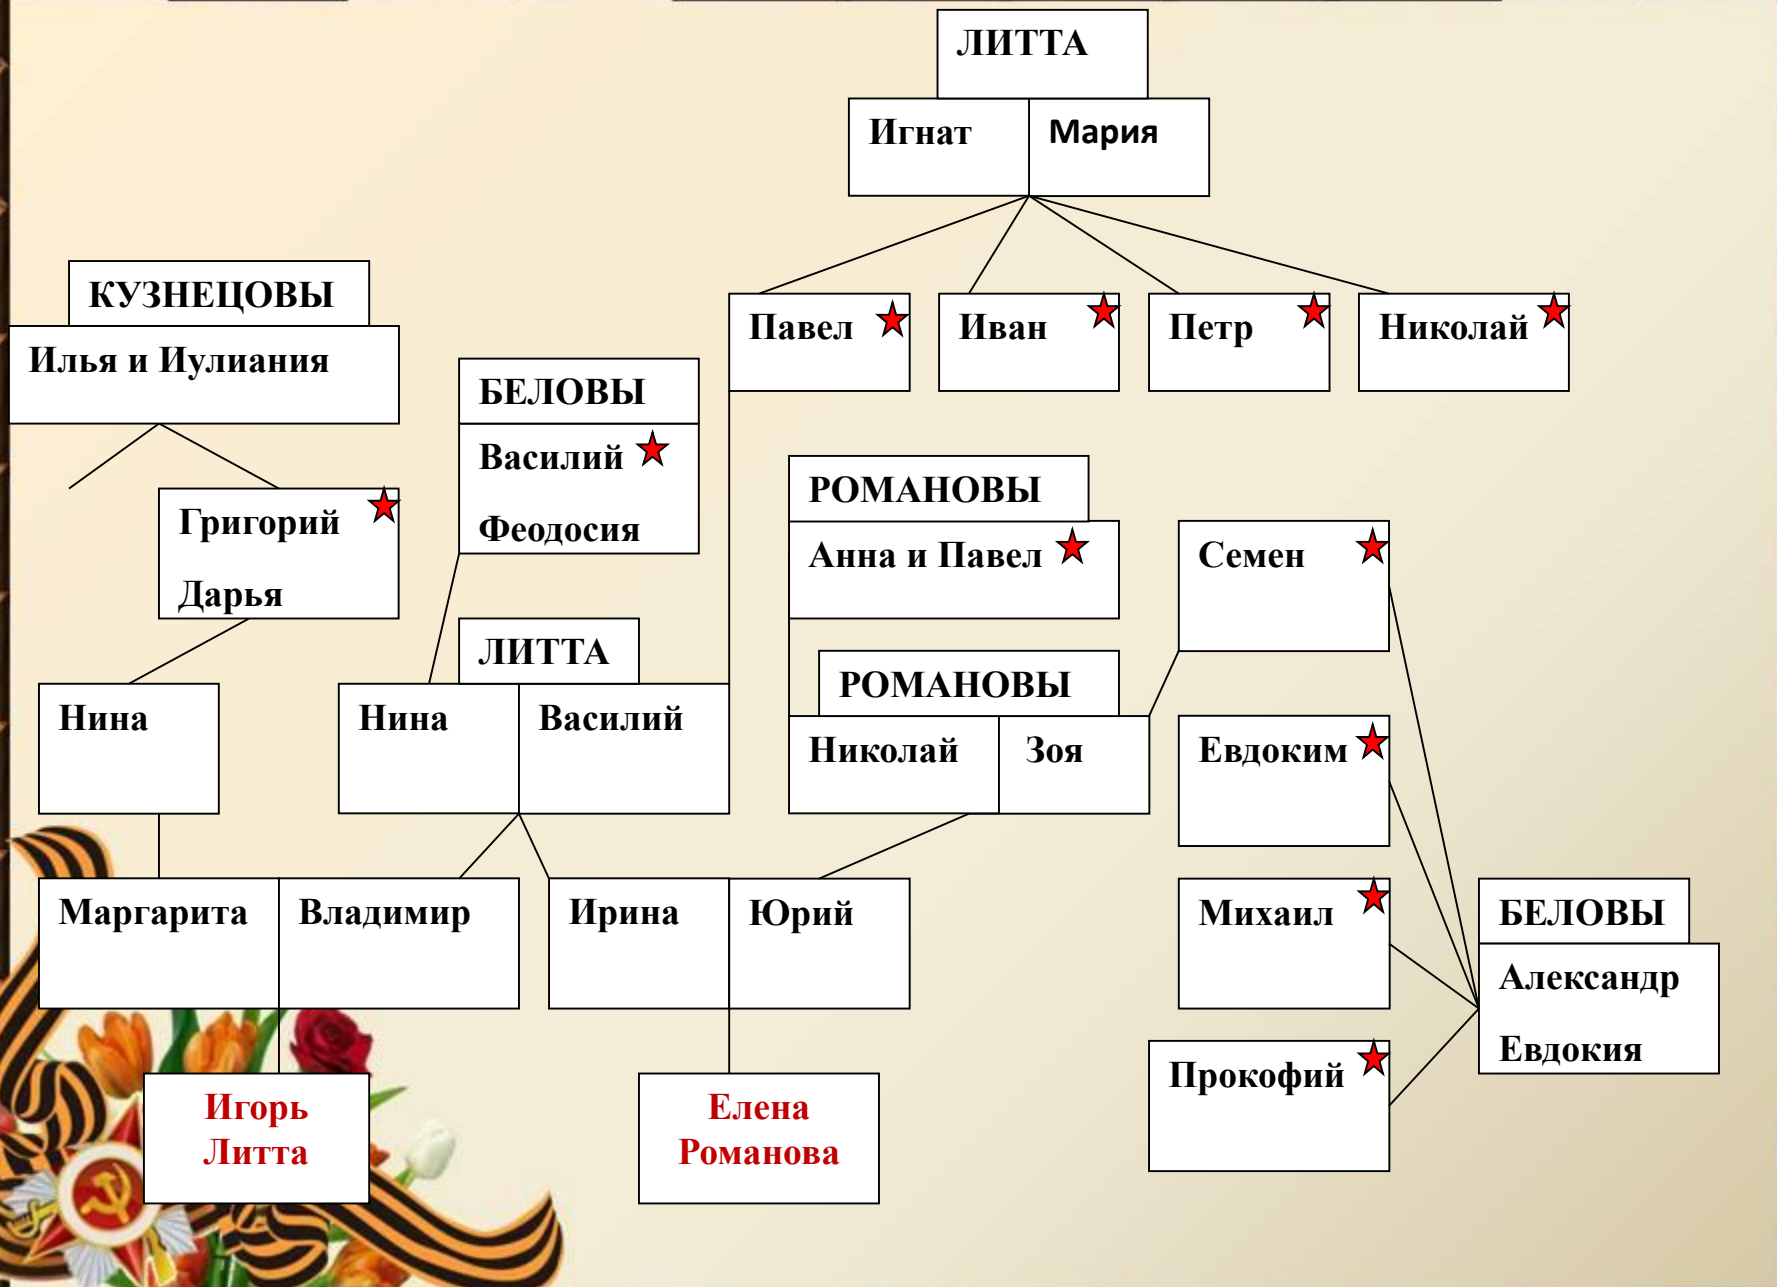 ЛИТТА
Игнат
Мария
КУЗНЕЦОВЫ
Илья и Иулиания
Павел
Иван
Петр
Николай
БЕЛОВЫ
Василий
Феодосия
РОМАНОВЫ
Анна и Павел
Григорий
Дарья
Семен
ЛИТТА
Нина
Нина
Василий
РОМАНОВЫ
Николай
Зоя
Евдоким
Маргарита
Владимир
Ирина
Юрий
Михаил
БЕЛОВЫ
Александр
Евдокия
Прокофий
Игорь
Литта
Елена
Романова